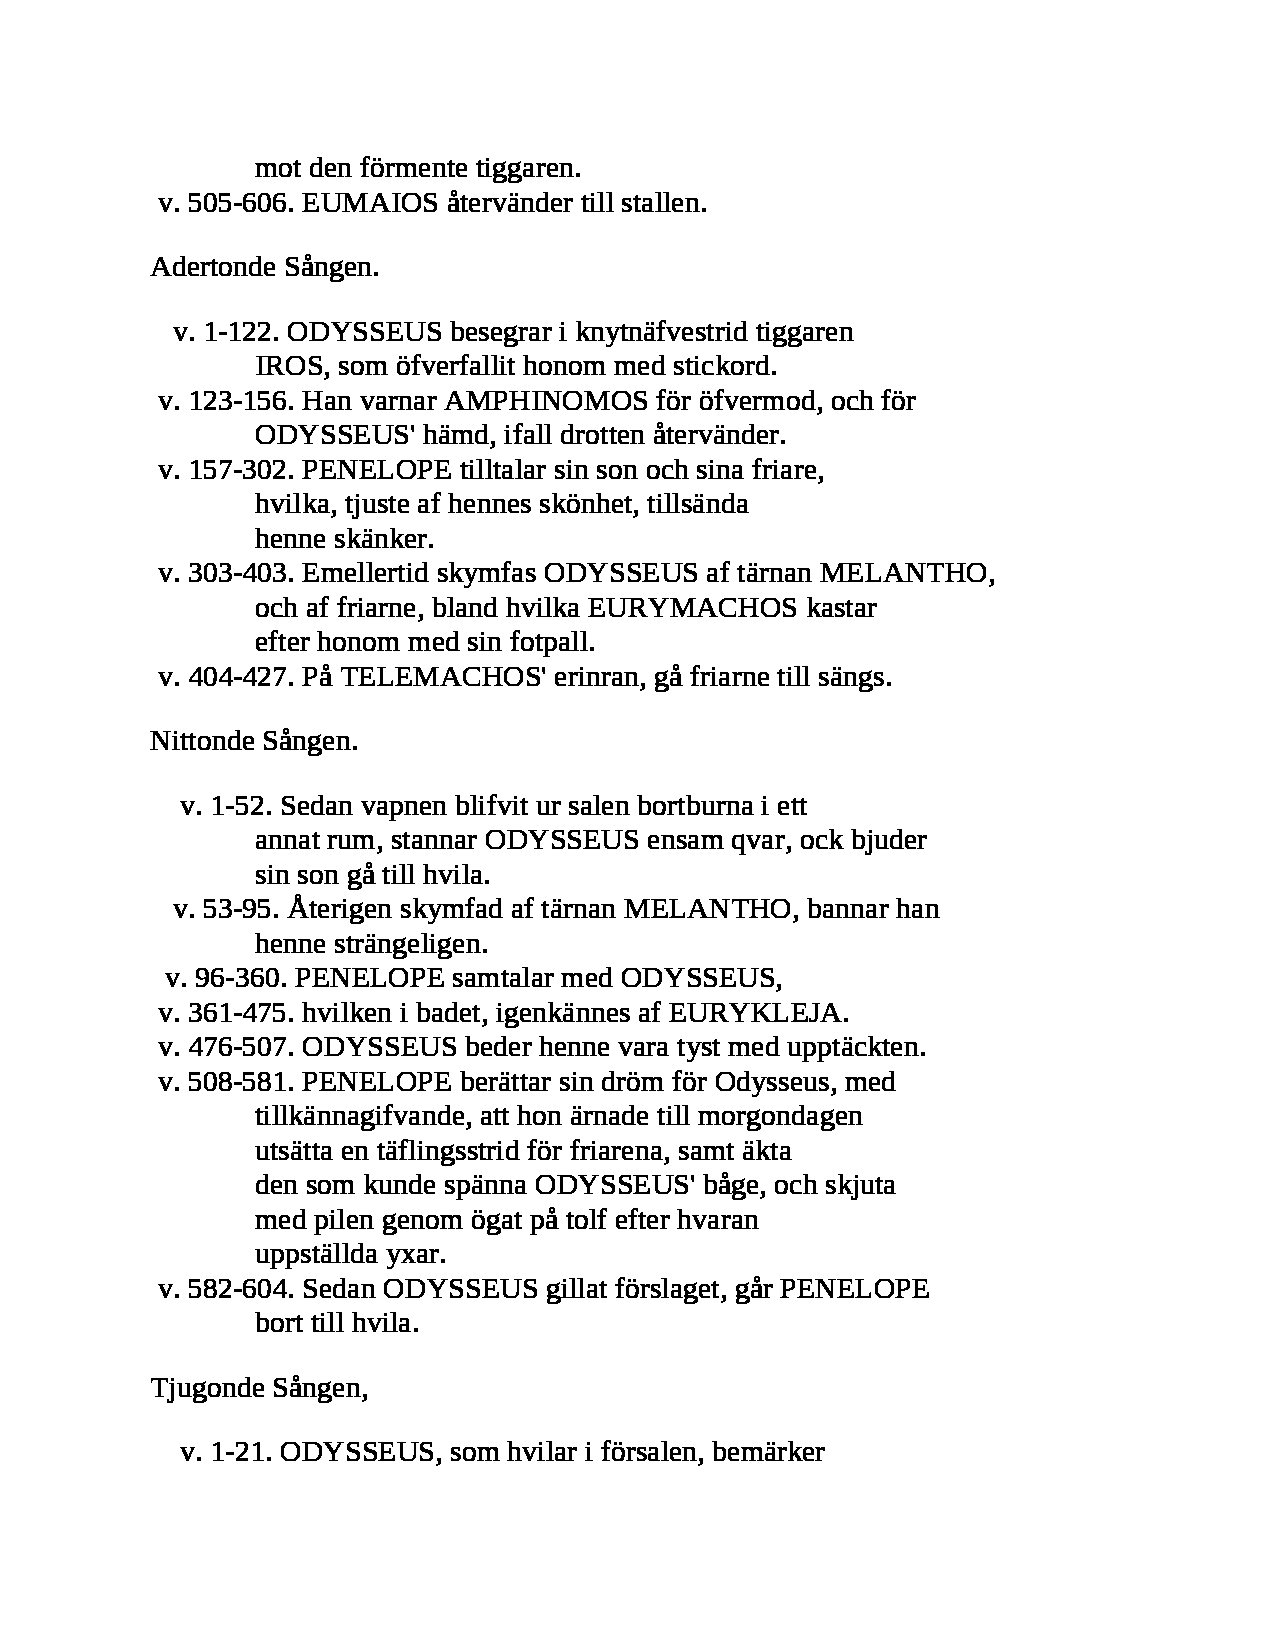 mot den förmente tiggaren.
v. 505-606. EUMAIOS återvänder till stallen.
Adertonde Sången.
v. 1-122. ODYSSEUS besegrar i knytnäfvestrid tiggaren
IROS, som öfverfallit honom med stickord.
v. 123-156. Han varnar AMPHINOMOS för öfvermod, och för
ODYSSEUS' hämd, ifall drotten återvänder.
v. 157-302. PENELOPE tilltalar sin son och sina friare,
hvilka, tjuste af hennes skönhet, tillsända
henne skänker.
v. 303-403. Emellertid skymfas ODYSSEUS af tärnan MELANTHO,
och af friarne, bland hvilka EURYMACHOS kastar
efter honom med sin fotpall.
v. 404-427. På TELEMACHOS' erinran, gå friarne till sängs.
Nittonde Sången.
v. 1-52. Sedan vapnen blifvit ur salen bortburna i ett
annat rum, stannar ODYSSEUS ensam qvar, ock bjuder
sin son gå till hvila.
v. 53-95. Återigen skymfad af tärnan MELANTHO, bannar han
henne strängeligen.
v. 96-360. PENELOPE samtalar med ODYSSEUS,
v. 361-475. hvilken i badet, igenkännes af EURYKLEJA.
v. 476-507. ODYSSEUS beder henne vara tyst med upptäckten.
v. 508-581. PENELOPE berättar sin dröm för Odysseus, med
tillkännagifvande, att hon ärnade till morgondagen
utsätta en täflingsstrid för friarena, samt äkta
den som kunde spänna ODYSSEUS' båge, och skjuta
med pilen genom ögat på tolf efter hvaran
uppställda yxar.
v. 582-604. Sedan ODYSSEUS gillat förslaget, går PENELOPE
bort till hvila.
Tjugonde Sången,
v. 1-21. ODYSSEUS, som hvilar i försalen, bemärker